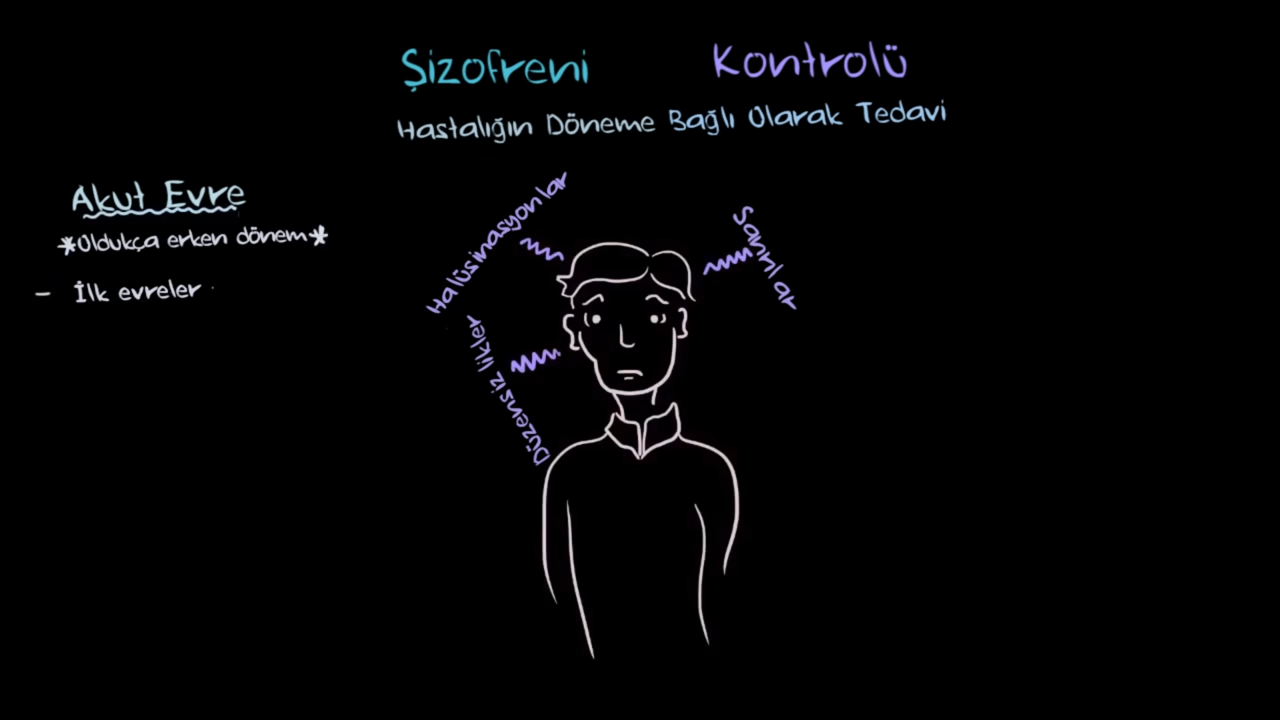 Şizofreni Kontrolü
Hastalığın Döneme Bağlı Olarak Tedavi
Akut Evre
*Oldukça erken dönem*
- İlk evreler
Halüsinasyonlar
Sanrılar
Düzensizlikler